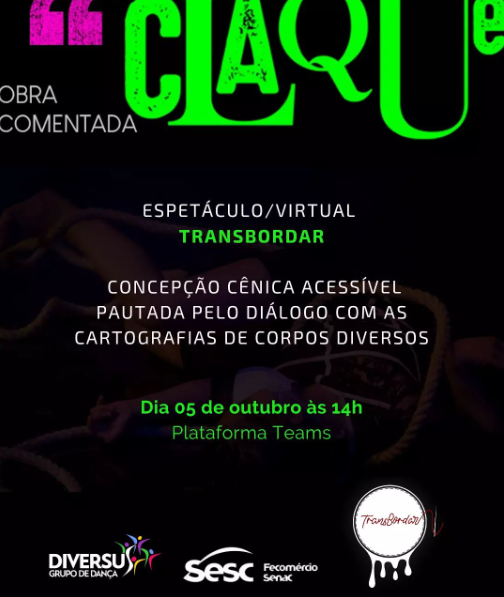 “
CLAQUe
OBRA
COMENTADA
ESPETÁCULO/VIRTUAL
TRANSBORDAR
CONCEPÇÃO CÊNICA ACESSÍVEL
PAUTADA PELO DIÁLOGO COM AS
CARTOGRAFIAS DE CORPOS DIVERSOS
Dia 05 de outubro às 14h
Plataforma Teams
TransBordar
DIVERSUS
GRUPO DE DANÇA
Sesc
Fecomércio
Senac